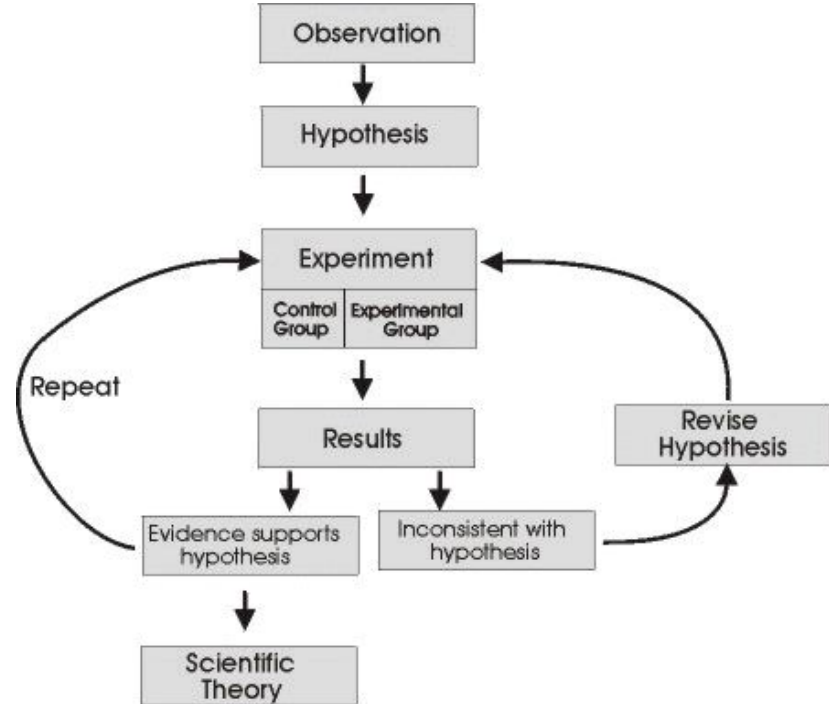 Observation
Hypothesis
Experiment
Control
Group
Experimental
Group
Repeat
Results
Revise
Hypothesis
Evidence supports
hypothesis
Inconsistent with
hypothesis
Scientific
Theory